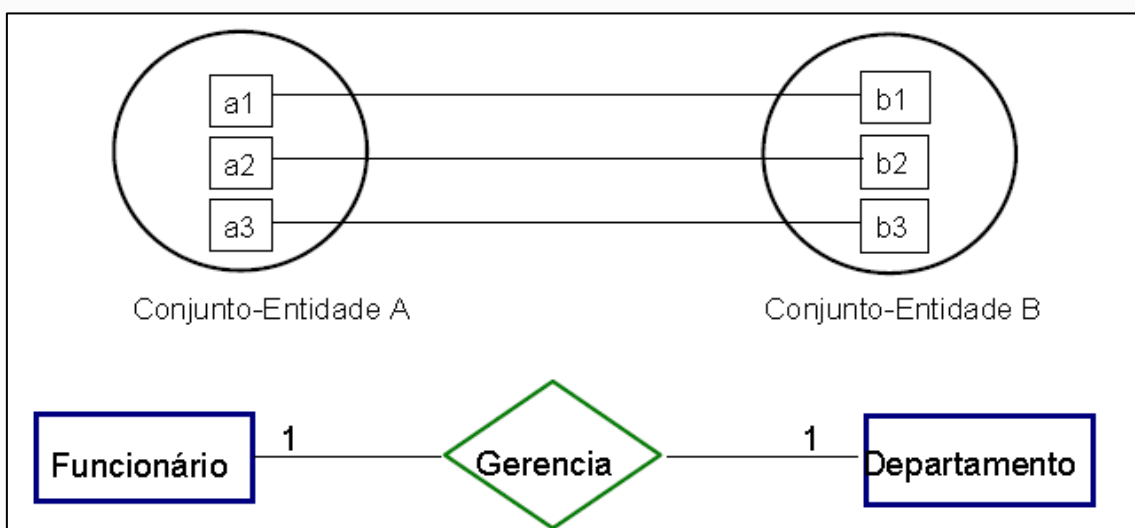 a1
b1
a2
b2
a3
b3
Conjunto-Entidade A
Conjunto-Entidade B
1
1
Funcionário
Gerencia
Departamento